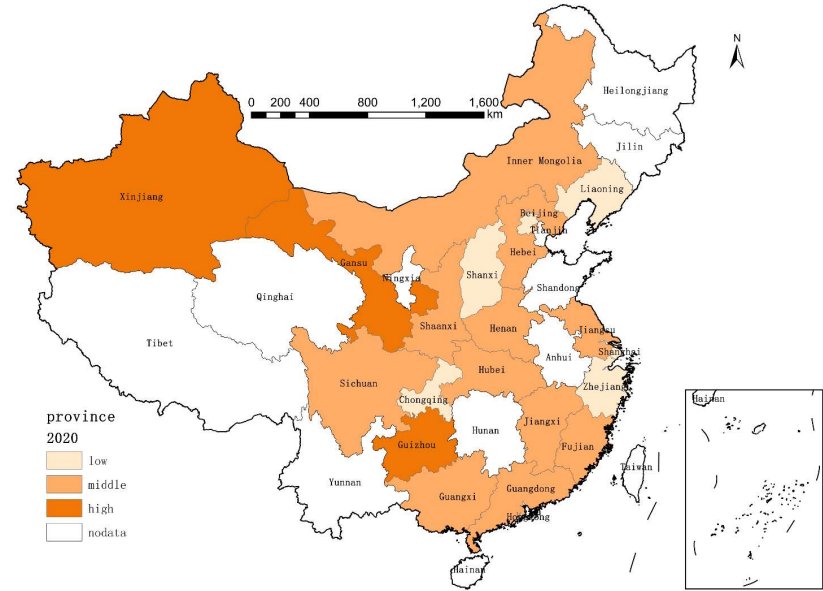 N
0 200 400 800 1,200 1,600
km
Heilongjiang
Jilin
Inner Mongolia
Liaoning
Xinjiang
Beijing
Tianjin
Hebei
Gansu
Ningxia
Shanxi
Qinghai
Shandong
Shaanxi
Henan
Jiangsu
Tibet
Anhui
Shanghai
Hubei
Sichuan
Zhejiang
Chongqing
Hainan
province
2020
Jiangxi
Hunan
Guizhou
Fujian
low
Taiwan
Yunnan
middle
Guangxi
Guangdong
high
Hongkong
nodata
Hainan